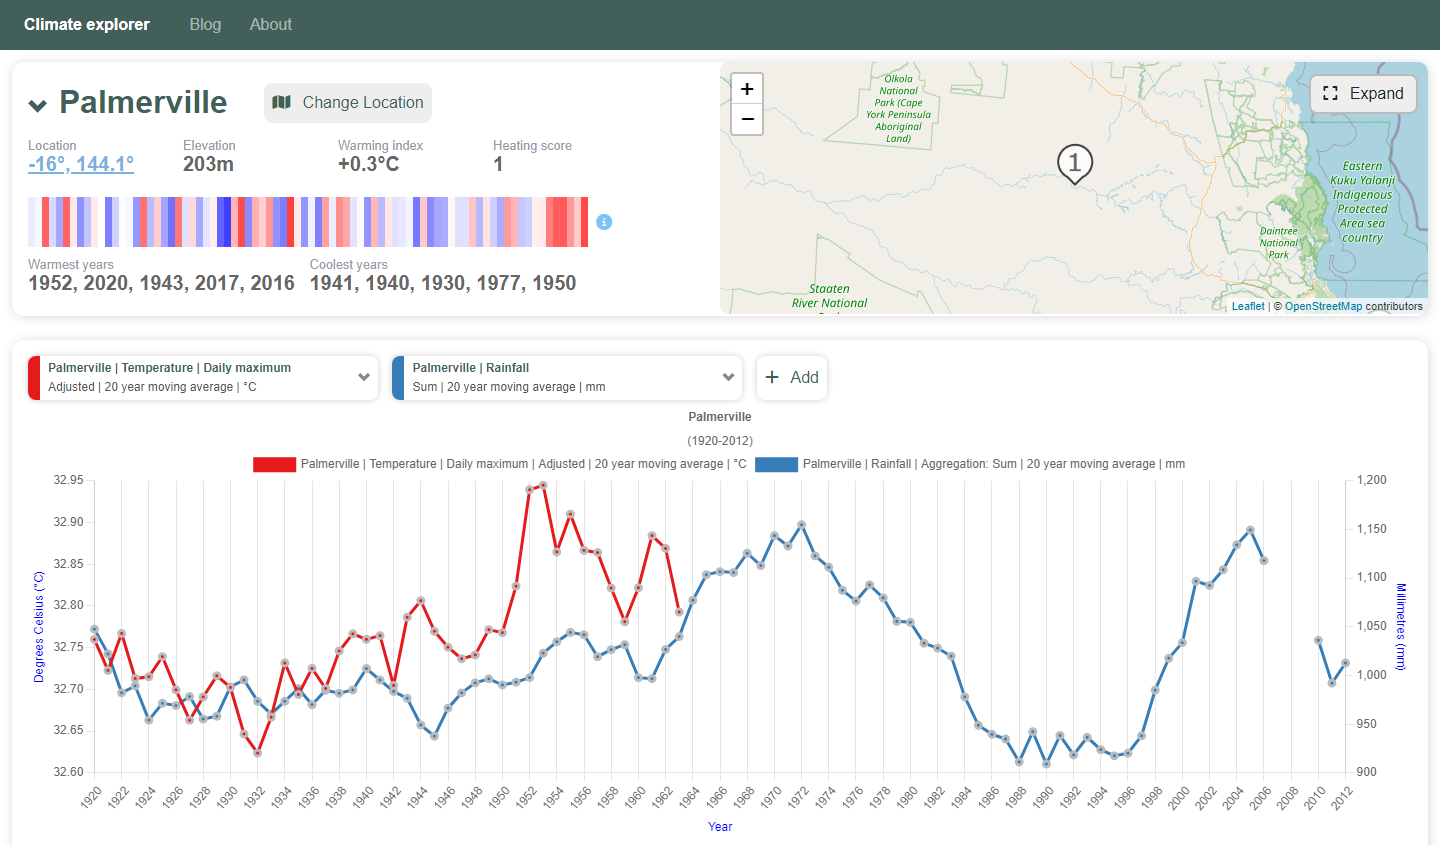 Climate explorer Blog About
Palmerville Change Location
Location Elevation Warming index Heating score
-16°, 144.1° 203m +0.3°C 1
Warmest years Coolest years
1952, 2020, 1943, 2017, 2016 1941, 1940, 1930, 1977, 1950
+
−
Olkola
National
Park (Cape
York Peninsula
Aboriginal
Land)
Expand
1
Eastern
Kuku Yalanji
Indigenous
Protected
Area sea
country
Daintree
National
Park
Staaten
River National
Leaflet | © OpenStreetMap contributors
Palmerville | Temperature | Daily maximum
Adjusted | 20 year moving average | °C
Palmerville | Rainfall
Sum | 20 year moving average | mm
+ Add
Palmerville
(1920-2012)
Palmerville | Temperature | Daily maximum | Adjusted | 20 year moving average | °C
Palmerville | Rainfall | Aggregation: Sum | 20 year moving average | mm
Degrees Celsius (°C)
32.95
32.90
32.85
32.80
32.75
32.70
32.65
32.60
1,200
1,150
1,100
1,050
1,000
950
900
Millimetres (mm)
1920 1922 1924 1926 1928 1930 1932 1934 1936 1938 1940 1942 1944 1946 1948 1950 1952 1954 1956 1958 1960 1962 1964 1966 1968 1970 1972 1974 1976 1978 1980 1982 1984 1986 1988 1990 1992 1994 1996 1998 2000 2002 2004 2006 2008 2010 2012
Year